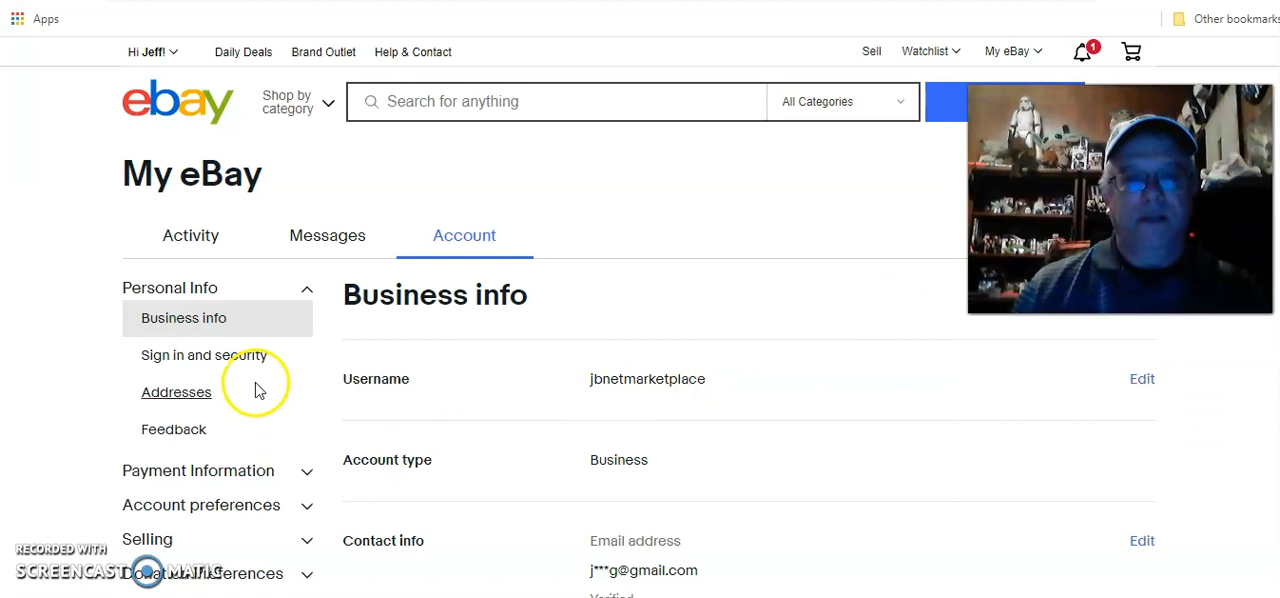 Apps
Other bookmarks
Hi Jeff!
Daily Deals
Brand Outlet
Help & Contact
Sell
Watchlist
My eBay
1
ebay
Shop by category
Search for anything
All Categories
My eBay
Activity
Messages
Account
Personal Info
Business info
Sign in and security
Addresses
Feedback
Payment Information
Account preferences
Selling
Business info
Username
jbnetmarketplace
Edit
Account type
Business
Contact info
Email address
Edit
j***g@gmail.com
Verified
RECORDED WITH
SCREENCAST MATIC